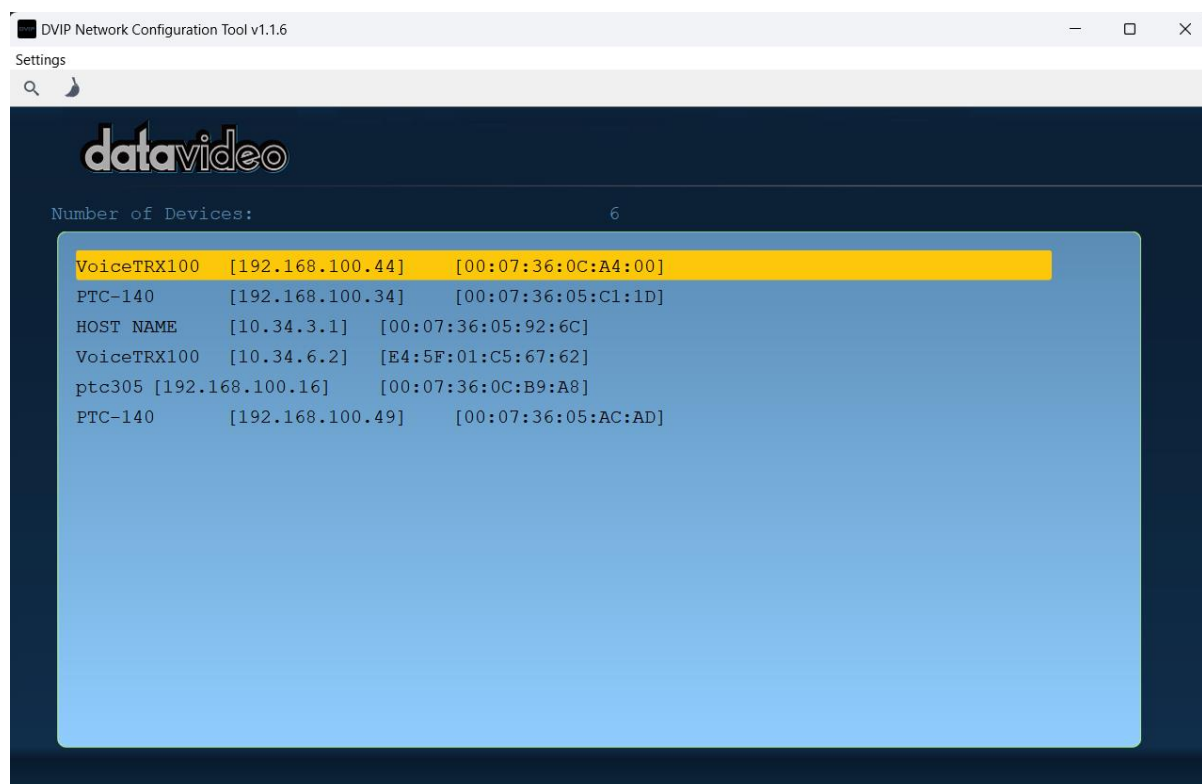 DVIP Network Configuration Tool v1.1.6
Settings
datavideo
Number of Devices: 6
VoiceTRX100 [192.168.100.44] [00:07:36:0C:A4:00]
PTC-140 [192.168.100.34] [00:07:36:05:C1:1D]
HOST NAME [10.34.3.1] [00:07:36:05:92:6C]
VoiceTRX100 [10.34.6.2] [E4:5F:01:C5:67:62]
ptc305 [192.168.100.16] [00:07:36:0C:B9:A8]
PTC-140 [192.168.100.49] [00:07:36:05:AC:AD]